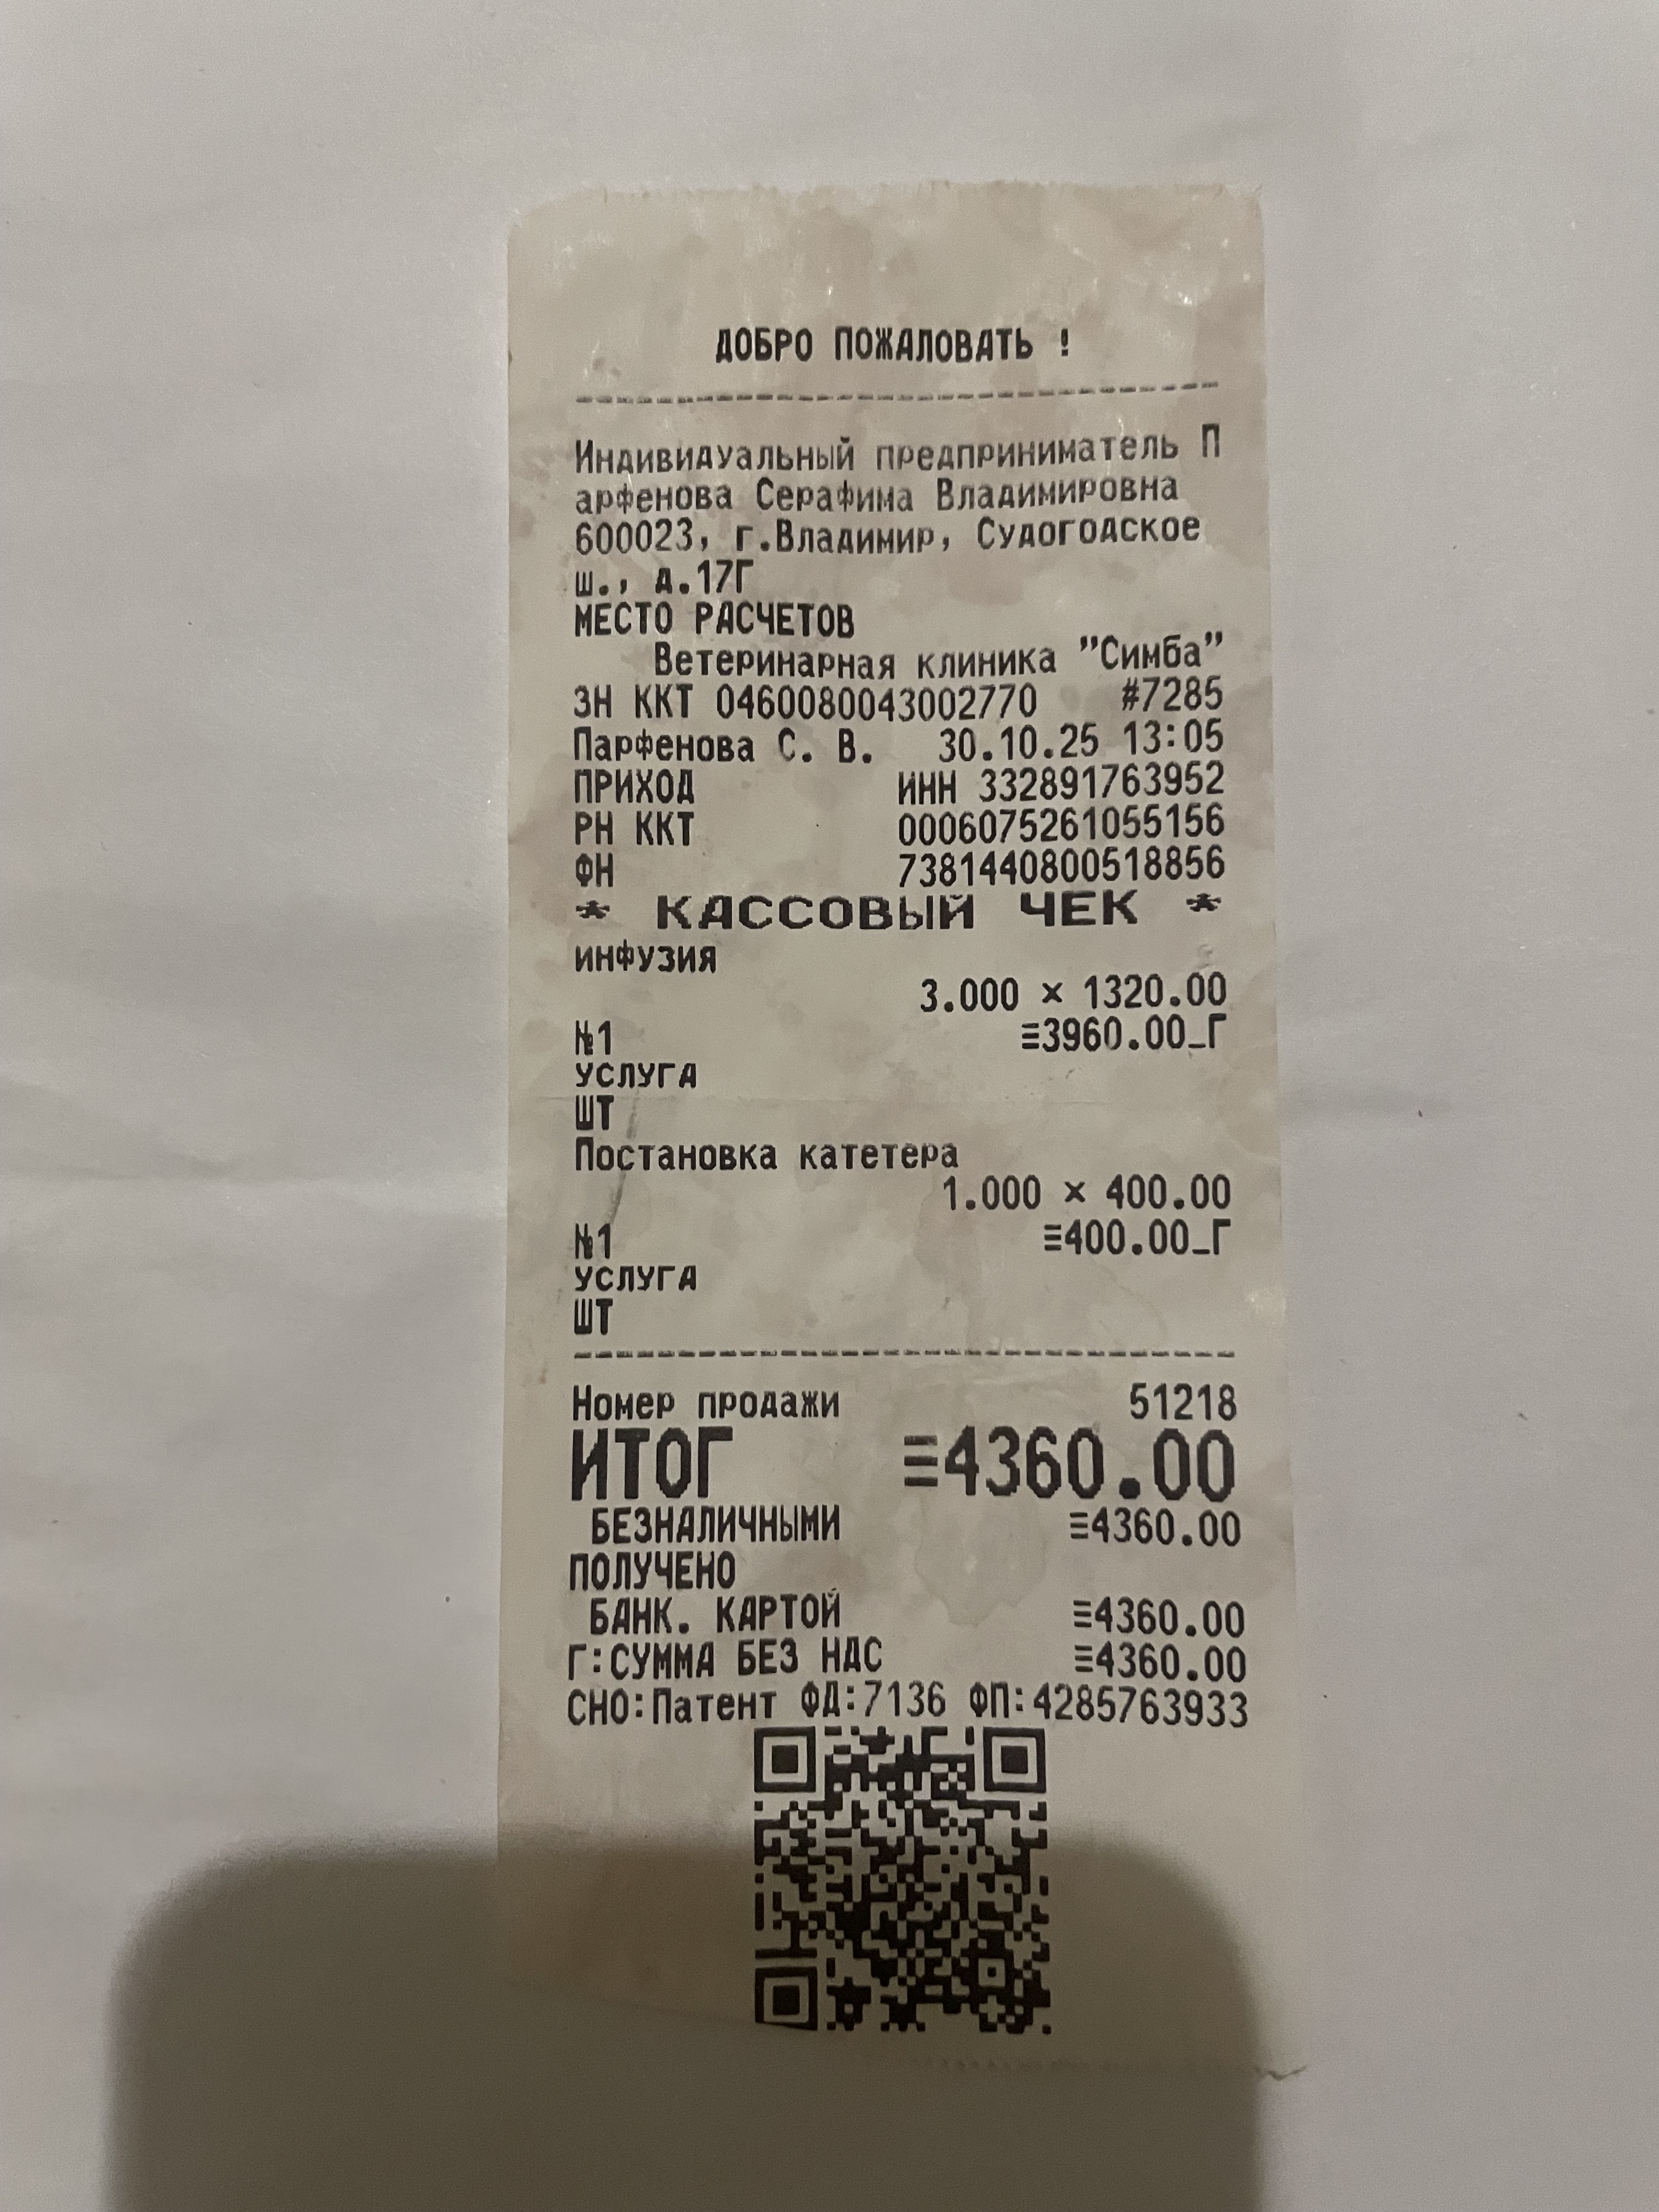 ДОБРО ПОЖАЛОВАТЬ !
Индивидуальный предприниматель П
арфенова Серафима Владимировна
600023, г.Владимир, Судогодское
ш., д.17Г
МЕСТО РАСЧЕТОВ
Ветеринарная клиника "Симба"
ЗН ККТ 0460080043002770 #7285
Парфенова С. В. 30.10.25 13:05
ПРИХОД ИНН 332891763952
РН ККТ 0006075261055156
ФН 7381440800518856
* КАССОВЫЙ ЧЕК *
ИНФУЗИЯ
3.000 × 1320.00
№1 ≡3960.00_Г
УСЛУГА
ШТ
Постановка катетера
1.000 × 400.00
№1 ≡400.00_Г
УСЛУГА
ШТ
Номер продажи 51218
ИТОГ ≡4360.00
БЕЗНАЛИЧНЫМИ ≡4360.00
ПОЛУЧЕНО
БАНК. КАРТОЙ ≡4360.00
Г:СУММА БЕЗ НДС ≡4360.00
СНО:Патент ФД:7136 ФП:4285763933